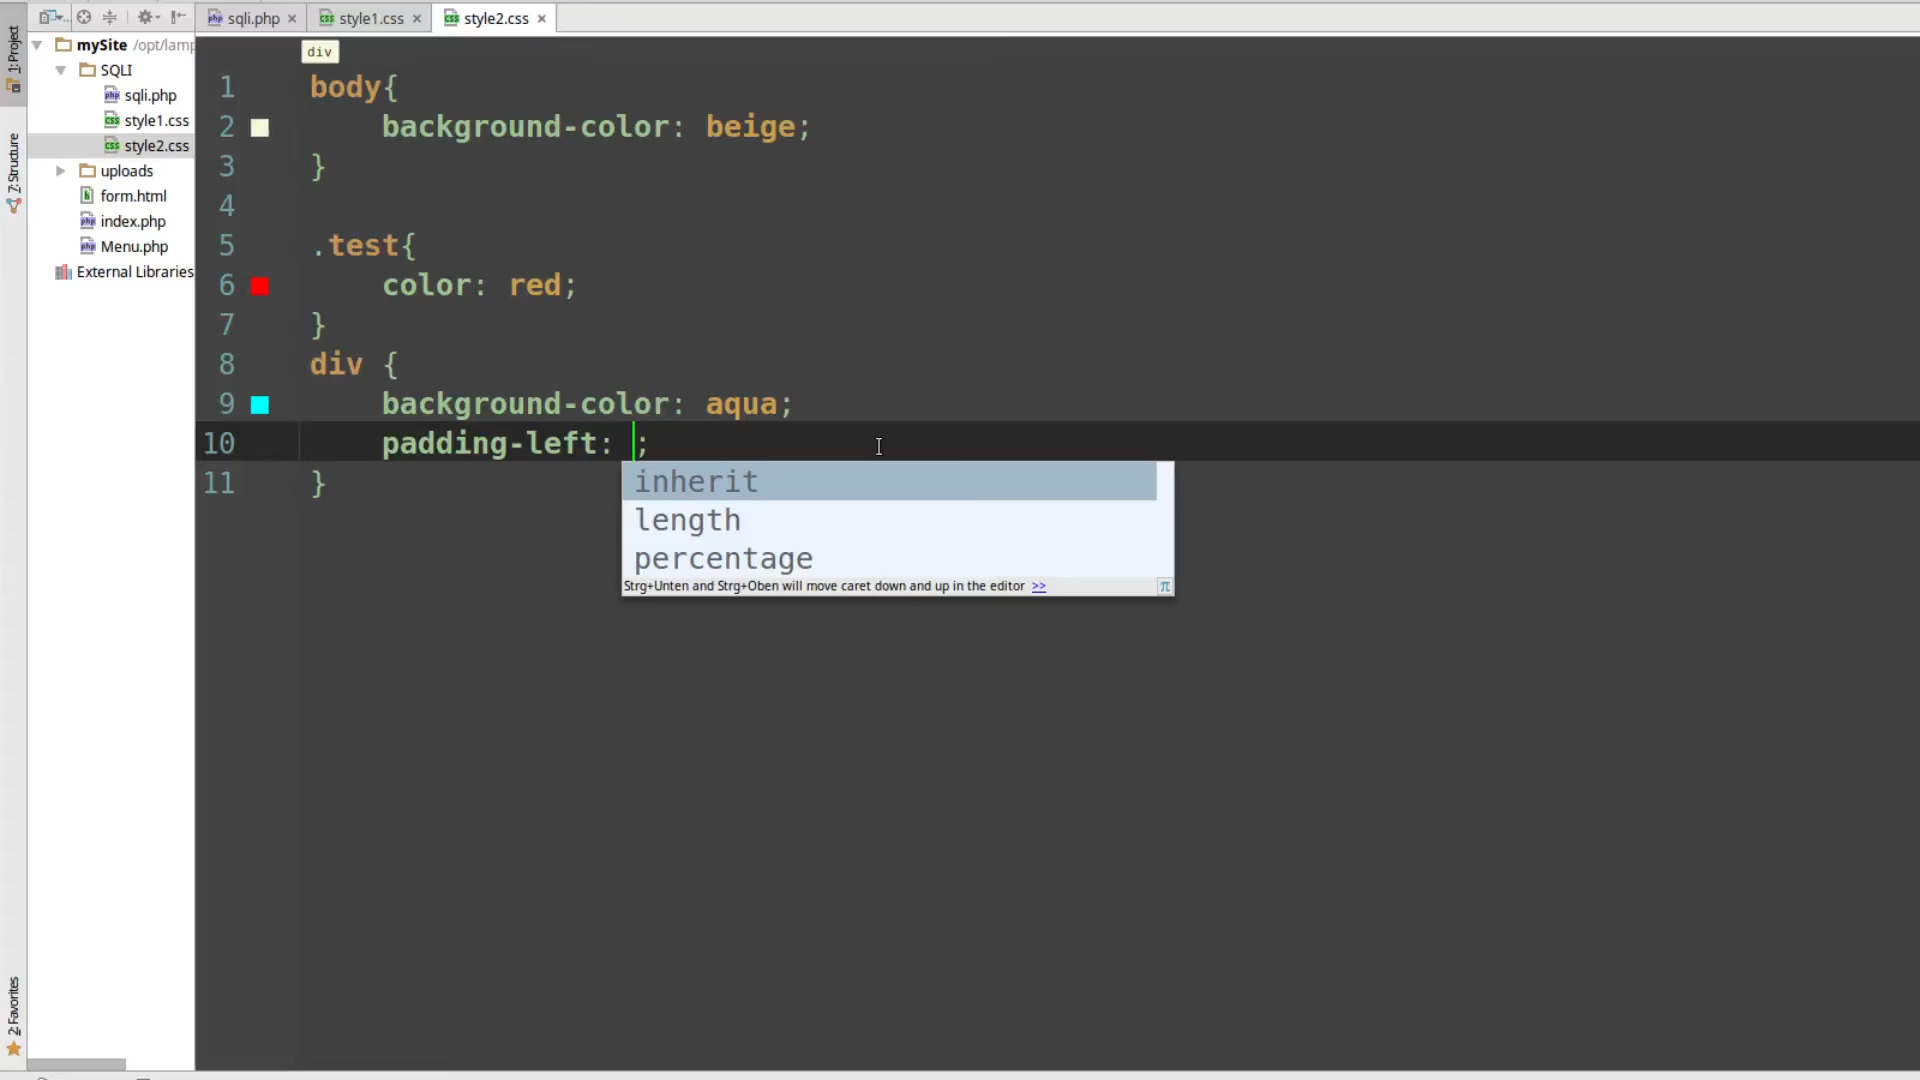 sqli.php
style1.css
style2.css
1: Project
7: Structure
2: Favorites
mySite /opt/lamp
SQLI
sqli.php
style1.css
style2.css
uploads
form.html
index.php
Menu.php
External Libraries
div
1 body{
2 background-color: beige;
3 }
4
5 .test{
6 color: red;
7 }
8 div {
9 background-color: aqua;
10 padding-left: ;
11 }
inherit
length
percentage
Strg+Unten and Strg+Oben will move caret down and up in the editor >>
π